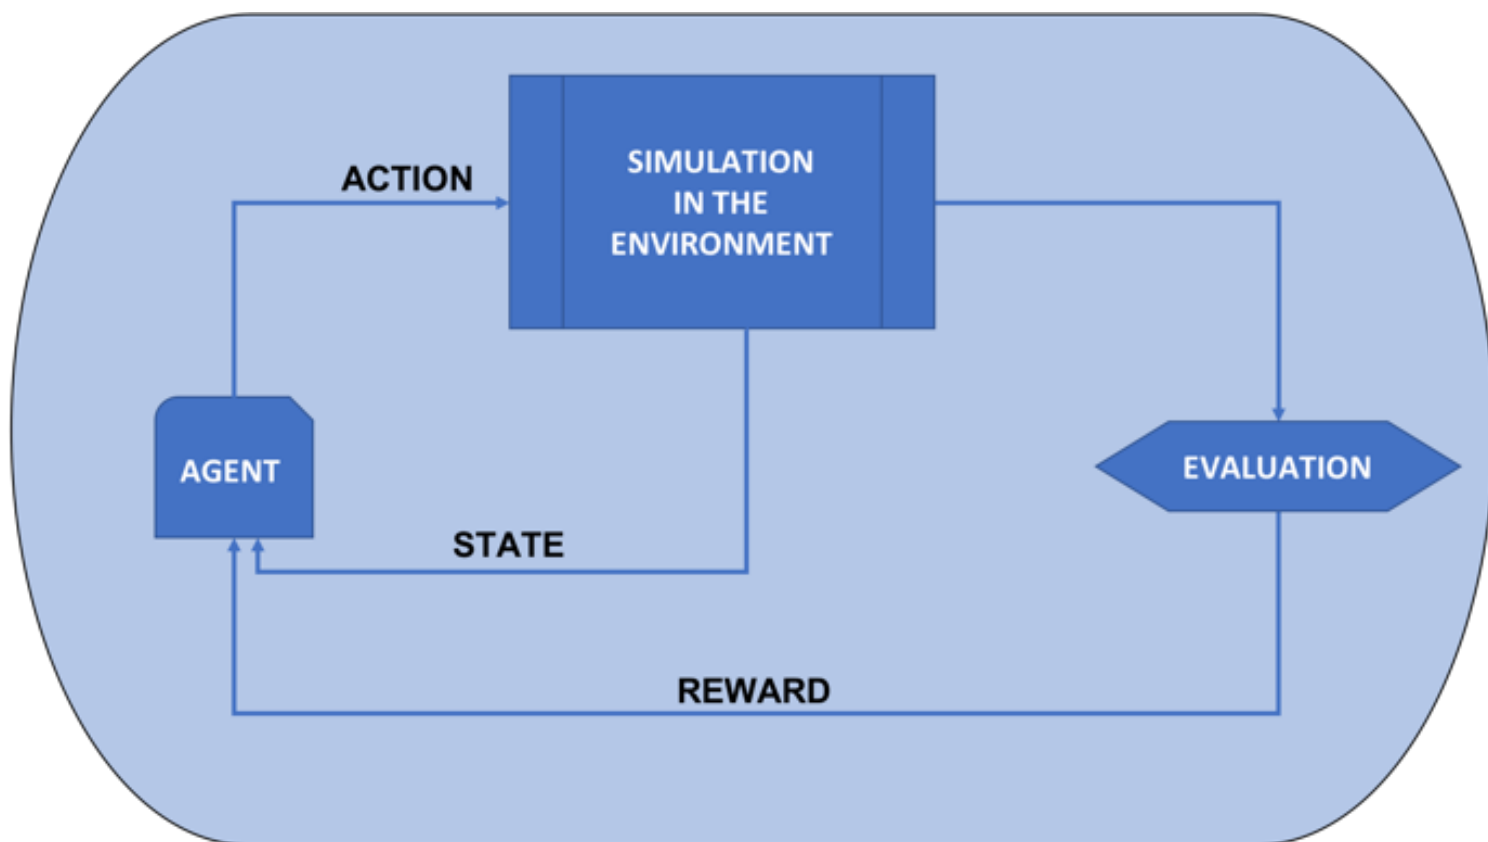 ACTION
SIMULATION
IN THE
ENVIRONMENT
AGENT
EVALUATION
STATE
REWARD